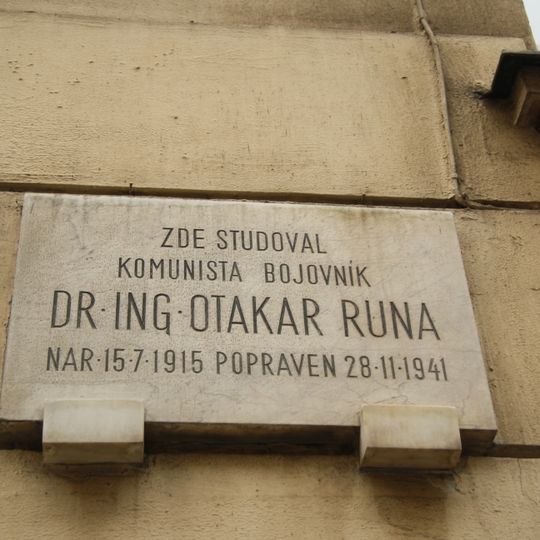 ZDE STUDOVAL
KOMUNISTA BOJOVNÍK
DR·ING·OTAKAR RUNA
NAR·15·7·1915 POPRAVEN 28·11·1941